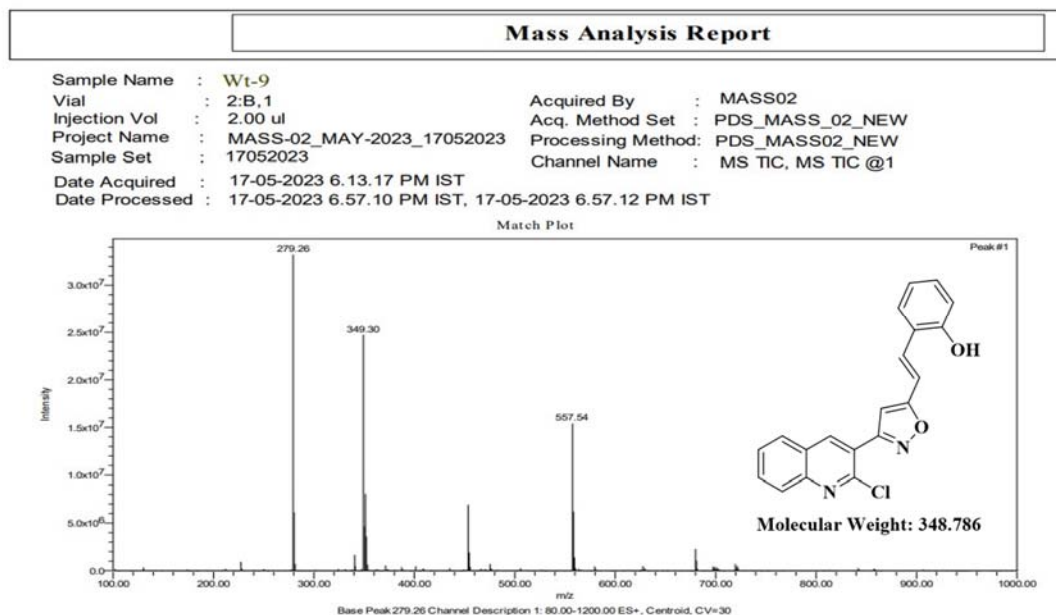 Mass Analysis Report
Sample Name : Wt-9
Vial : 2:B,1
Injection Vol : 2.00 ul
Project Name : MASS-02_MAY-2023_17052023
Sample Set : 17052023
Date Acquired : 17-05-2023 6.13.17 PM IST
Date Processed : 17-05-2023 6.57.10 PM IST, 17-05-2023 6.57.12 PM IST
Acquired By : MASS02
Acq. Method Set : PDS_MASS_02_NEW
Processing Method: PDS_MASS02_NEW
Channel Name : MS TIC, MS TIC @1
Match Plot
Peak #1
279.26
349.30
557.54
Intensity
3.0x10⁷
2.5x10⁷
2.0x10⁷
1.5x10⁷
1.0x10⁷
5.0x10⁶
0.0
OH
O
N
N
Cl
Molecular Weight: 348.786
100.00 200.00 300.00 400.00 500.00 600.00 700.00 800.00 900.00 1000.00
m/z
Base Peak 279.26 Channel Description 1: 80.00-1200.00 ES+, Centroid, CV=30